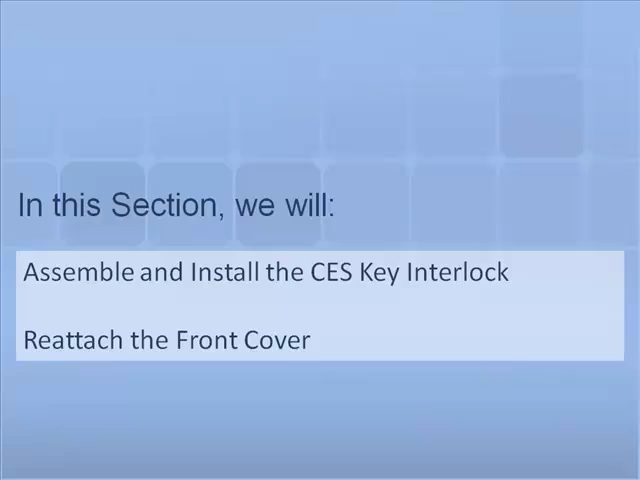 In this Section, we will:
Assemble and Install the CES Key Interlock
Reattach the Front Cover